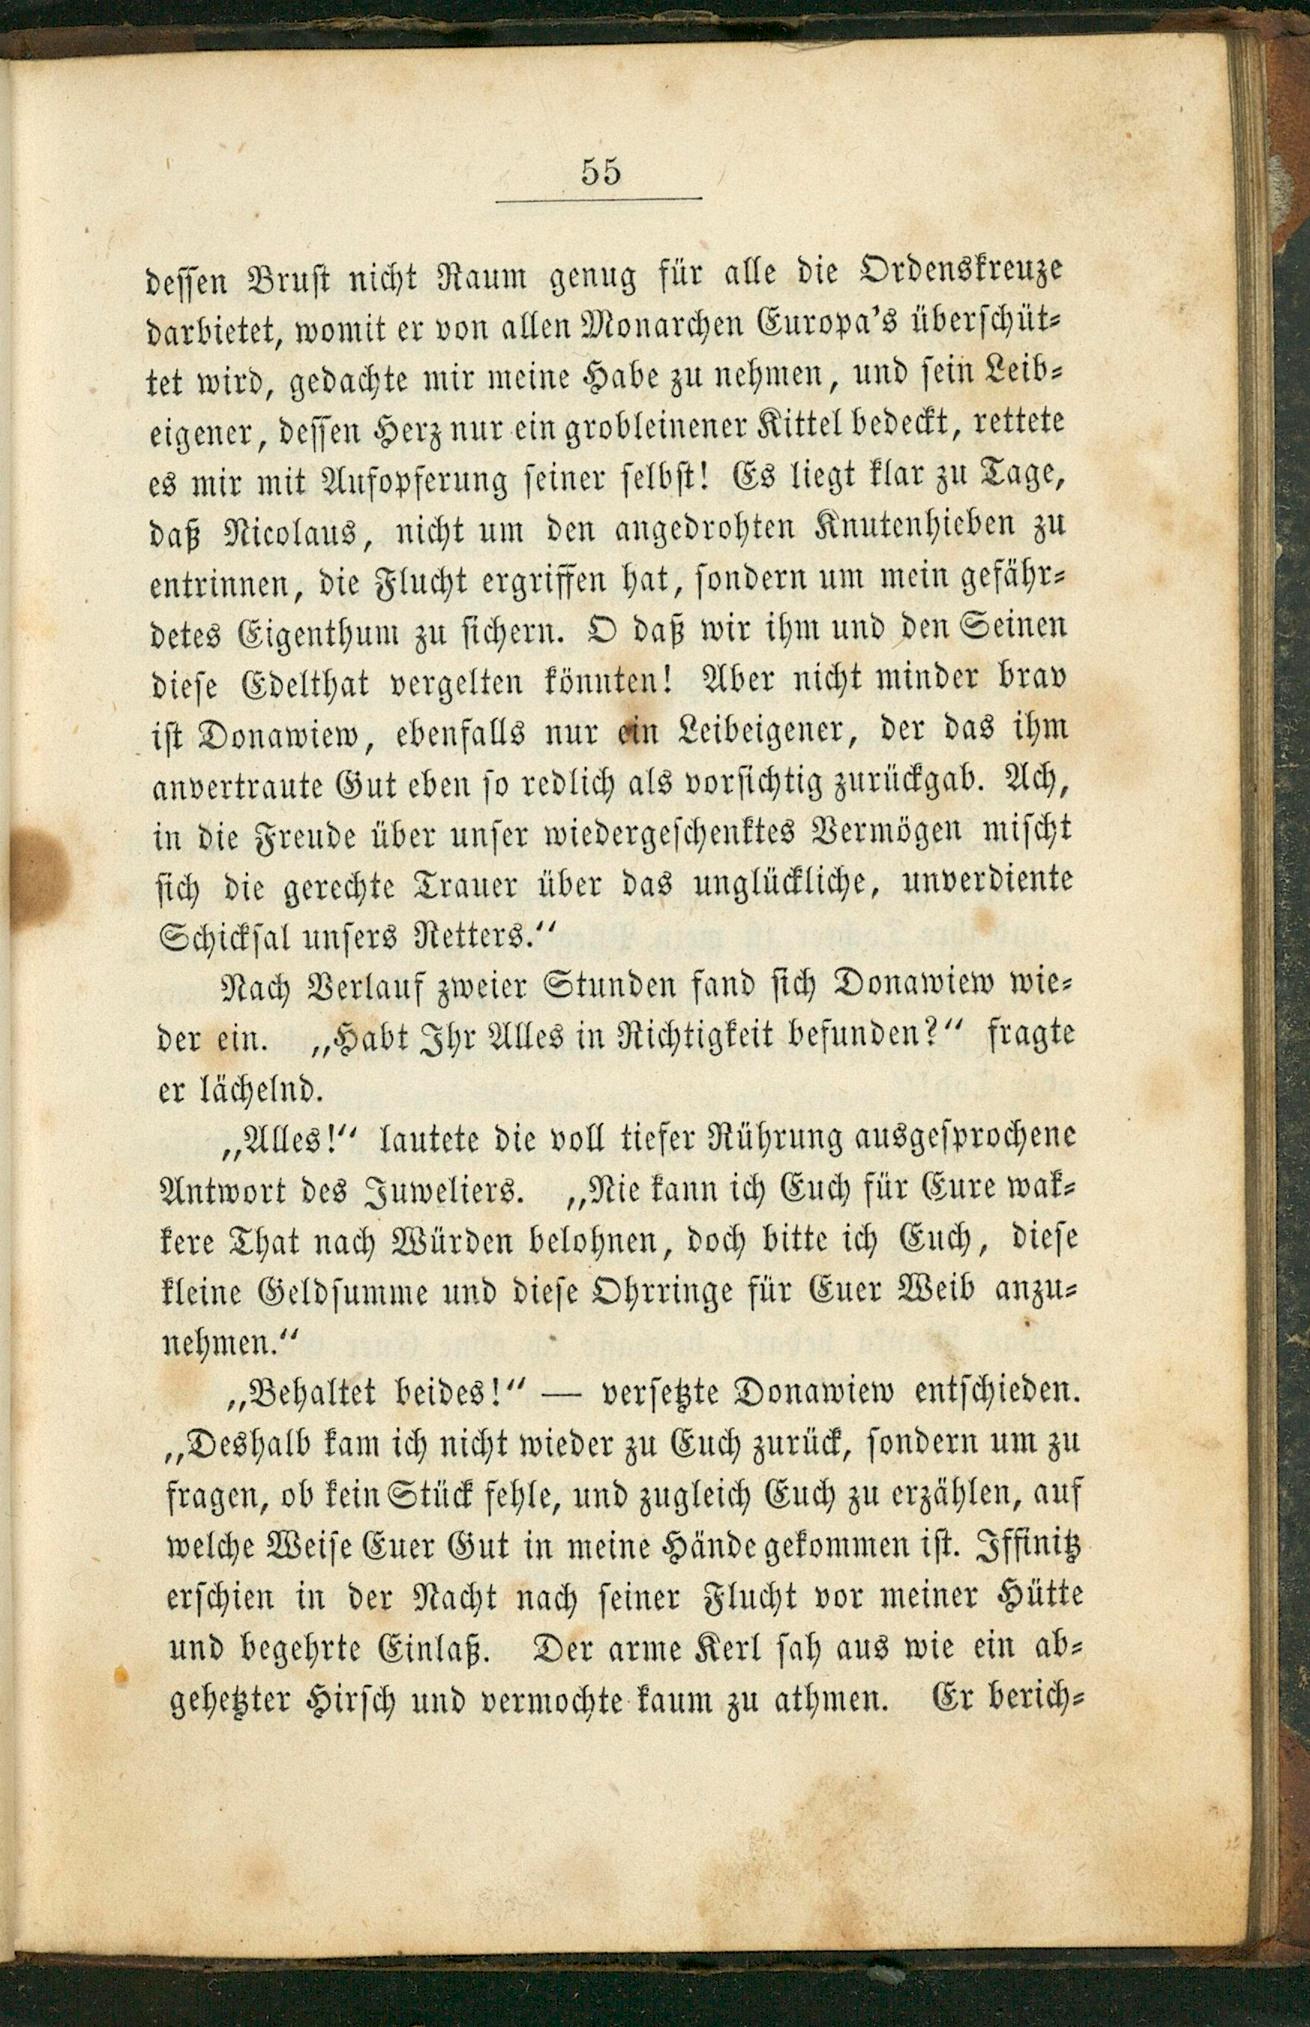 55
dessen Brust nicht Raum genug für alle die Ordenskreuze
darbietet, womit er von allen Monarchen Europa's überschüt-
tet wird, gedachte mir meine Habe zu nehmen, und sein Leib-
eigener, dessen Herz nur ein grobleinener Kittel bedeckt, rettete
es mir mit Aufopferung seiner selbst! Es liegt klar zu Tage,
daß Nicolaus, nicht um den angedrohten Knutenhieben zu
entrinnen, die Flucht ergriffen hat, sondern um mein gefähr-
detes Eigenthum zu sichern. O daß wir ihm und den Seinen
diese Edelthat vergelten könnten! Aber nicht minder brav
ist Donawiew, ebenfalls nur ein Leibeigener, der das ihm
anvertraute Gut eben so redlich als vorsichtig zurückgab. Ach,
in die Freude über unser wiedergeschenktes Vermögen mischt
sich die gerechte Trauer über das unglückliche, unverdiente
Schicksal unsers Retters.“
Nach Verlauf zweier Stunden fand sich Donawiew wie-
der ein. „Habt Ihr Alles in Richtigkeit befunden?“ fragte
er lächelnd.
„Alles!“ lautete die voll tiefer Rührung ausgesprochene
Antwort des Juweliers. „Nie kann ich Euch für Eure wak-
kere That nach Würden belohnen, doch bitte ich Euch, diese
kleine Geldsumme und diese Ohrringe für Euer Weib anzu-
nehmen.“
„Behaltet beides!“ — versetzte Donawiew entschieden.
„Deshalb kam ich nicht wieder zu Euch zurück, sondern um zu
fragen, ob kein Stück fehle, und zugleich Euch zu erzählen, auf
welche Weise Euer Gut in meine Hände gekommen ist. Iffinitz
erschien in der Nacht nach seiner Flucht vor meiner Hütte
und begehrte Einlaß. Der arme Kerl sah aus wie ein ab-
gehetzter Hirsch und vermochte kaum zu athmen. Er berich-